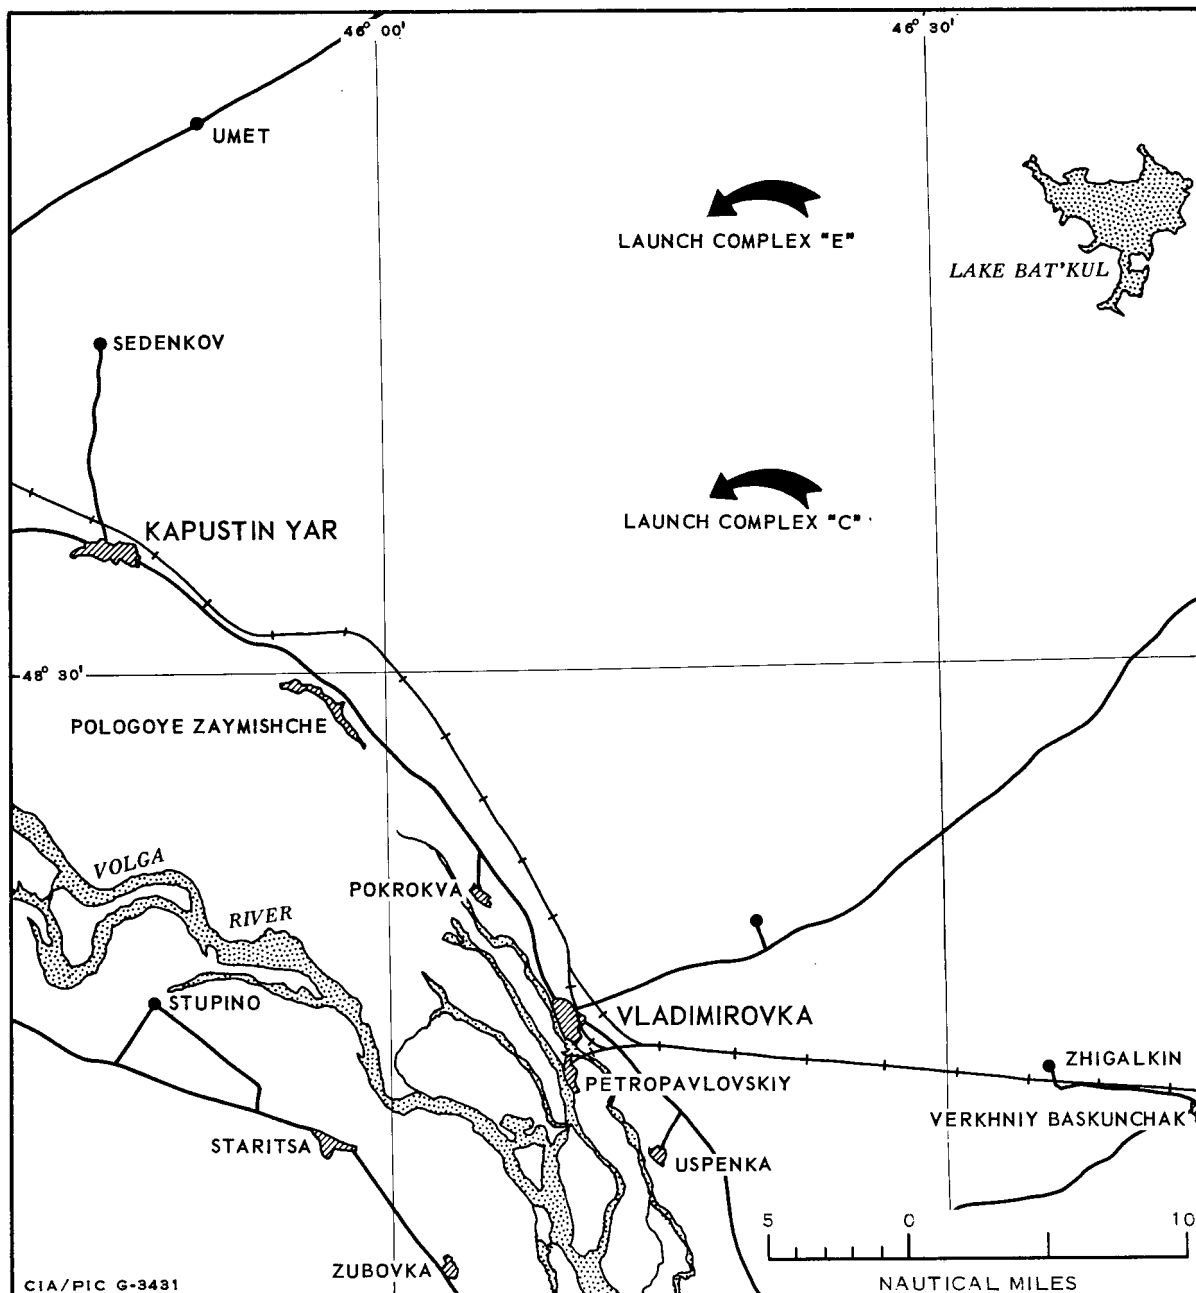 46° 00'
46° 30'
UMET
LAUNCH COMPLEX "E"
LAKE BAT'KUL
SEDENKOV
KAPUSTIN YAR
LAUNCH COMPLEX "C"
48° 30'
POLOGOYE ZAYMISHCHE
VOLGA
RIVER
POKROKVA
STUPINO
VLADIMIROVKA
ZHIGALKIN
PETROPAVLOVSKIY
VERKHNIY BASKUNCHAK
STARITSA
USPENKA
5 0 10
ZUBOVKA
NAUTICAL MILES
CIA/PIC G-3431